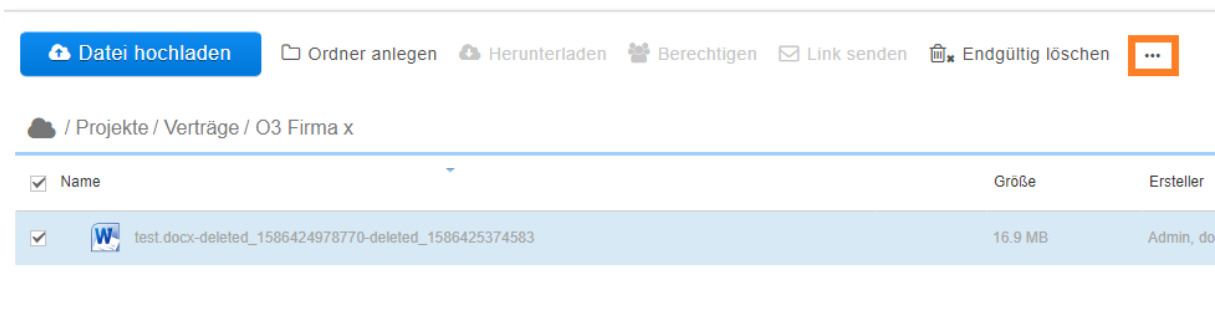 Datei hochladen Ordner anlegen Herunterladen Berechtigen Link senden Endgültig löschen ...
/ Projekte / Verträge / O3 Firma x
Name Größe Ersteller
W test.docx-deleted_1586424978770-deleted_1586425374583 16.9 MB Admin, do